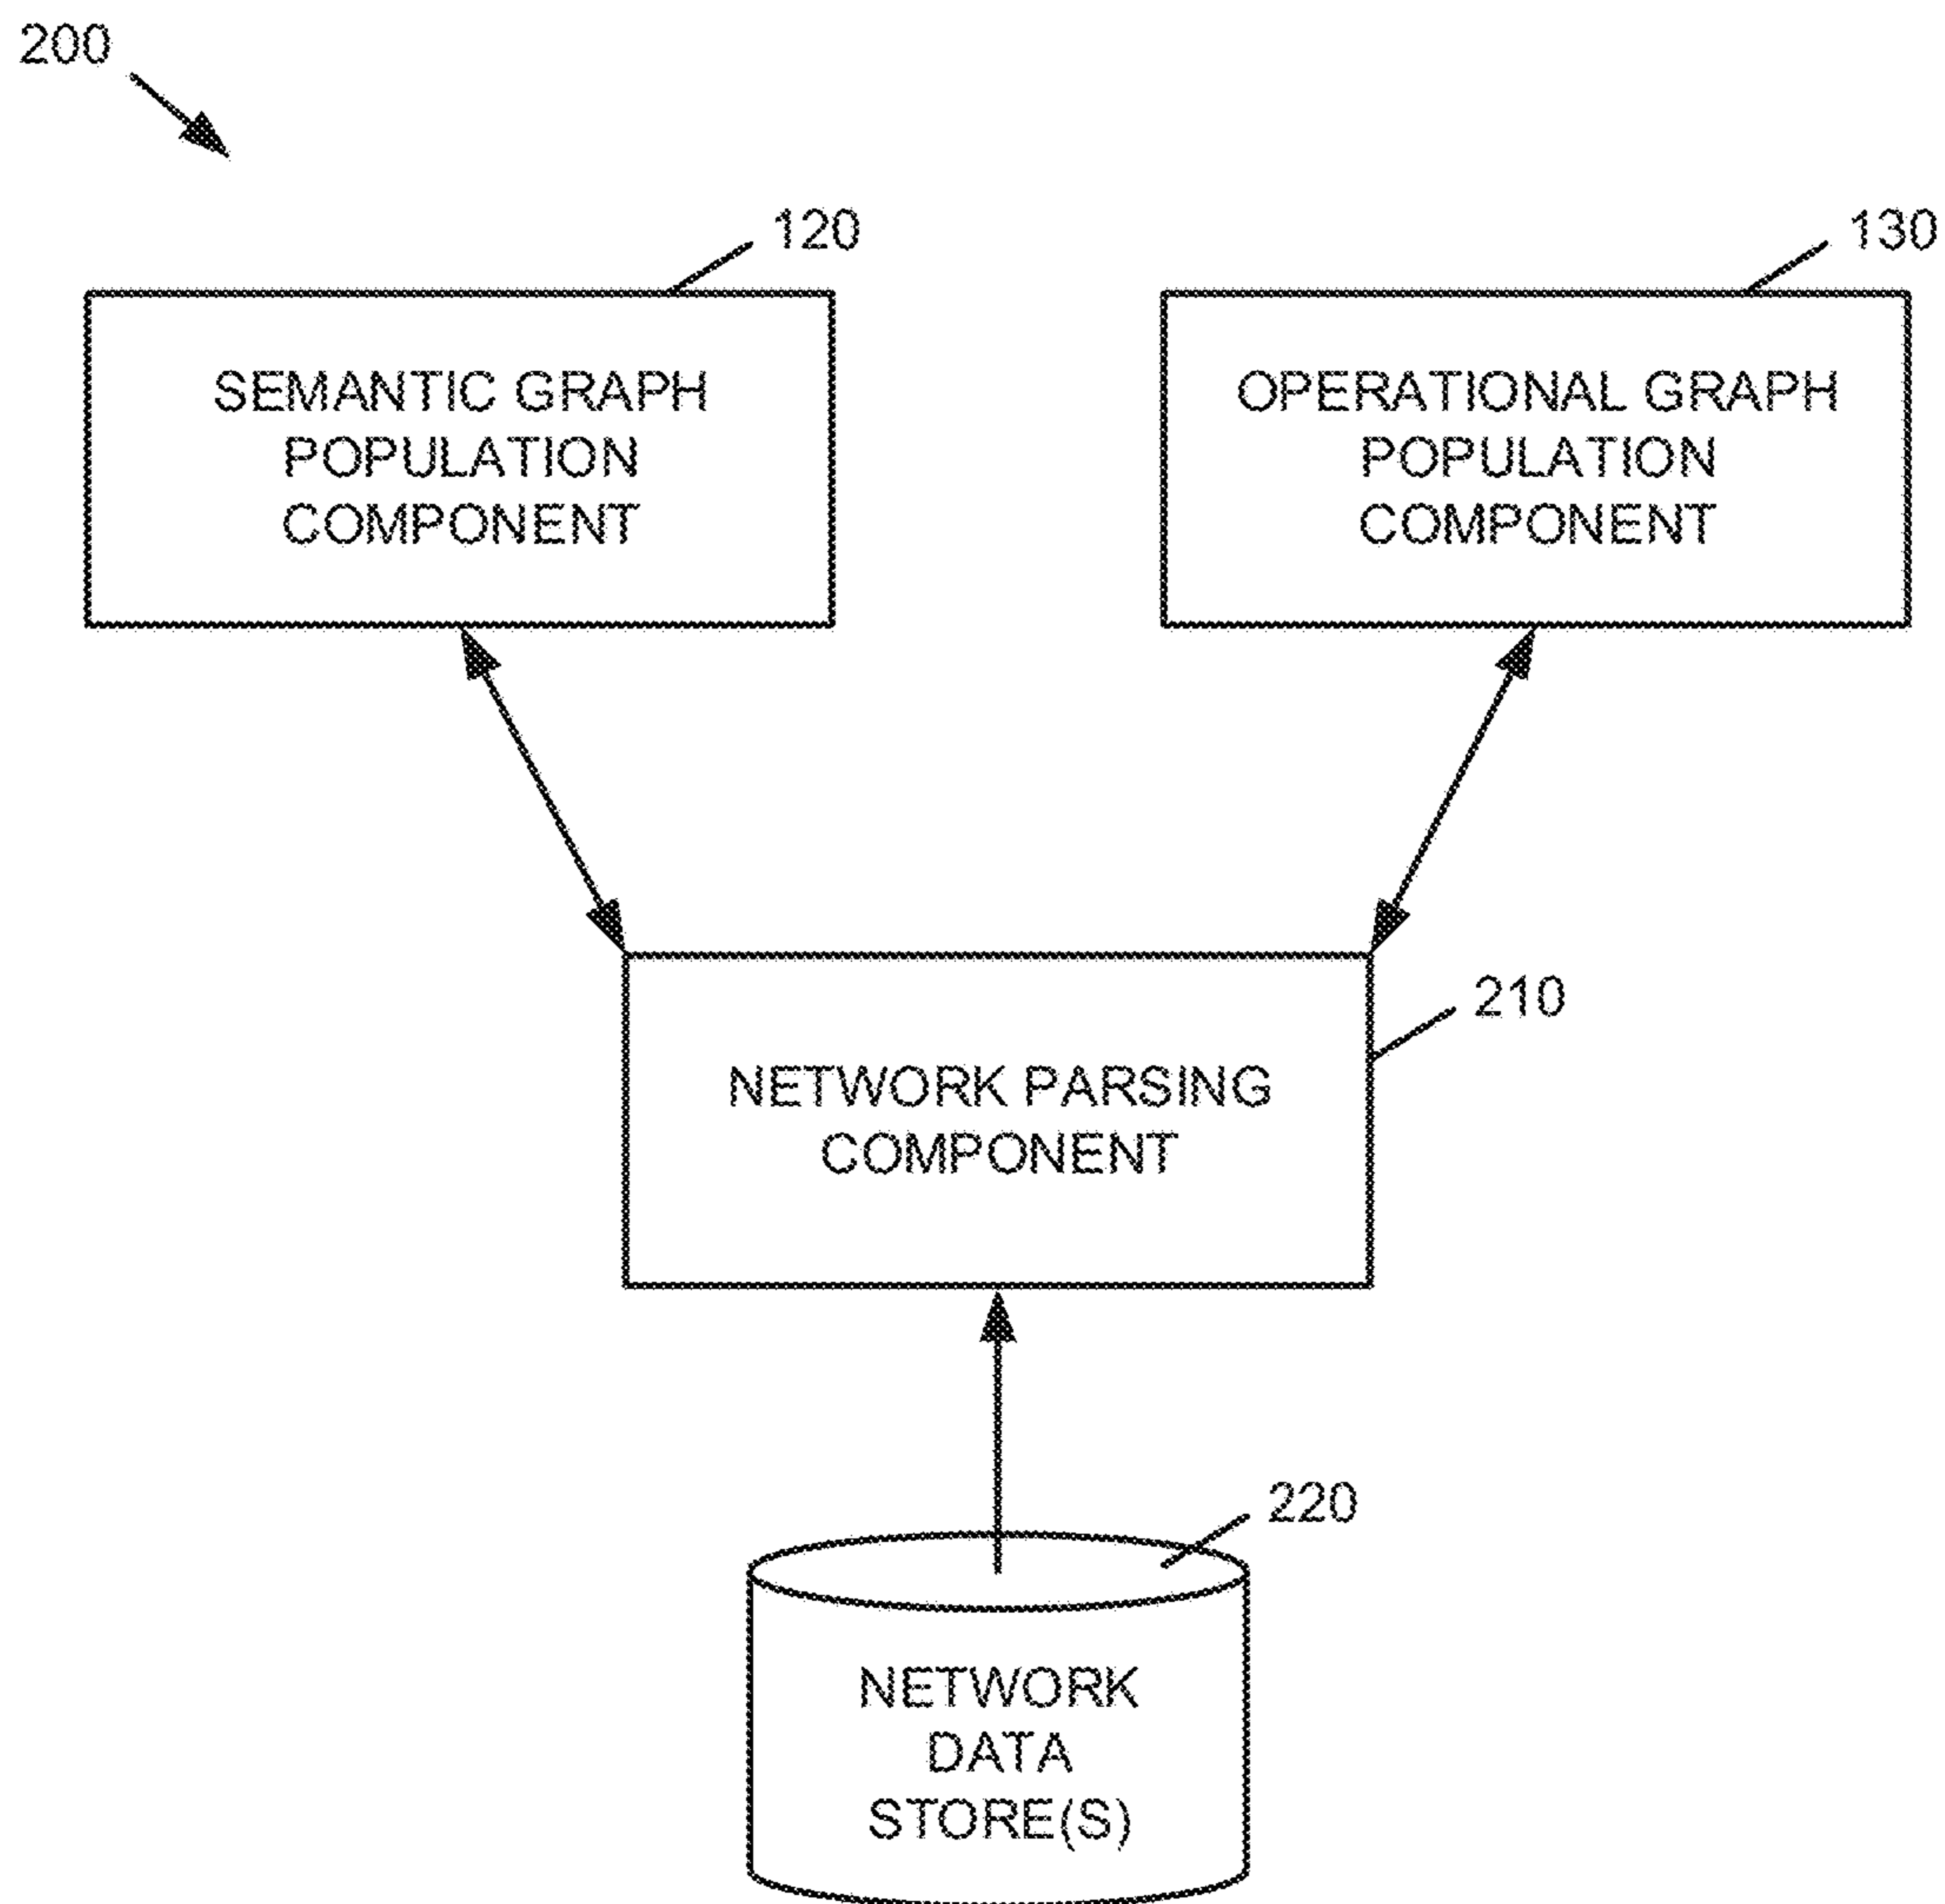 200
120
130
SEMANTIC GRAPH
POPULATION
COMPONENT
OPERATIONAL GRAPH
POPULATION
COMPONENT
210
NETWORK PARSING
COMPONENT
220
NETWORK
DATA
STORE(S)